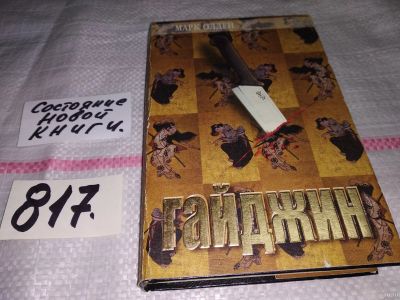 МАРК ОЛДЕН
Состояние
новой
книги.
817.
гайджин